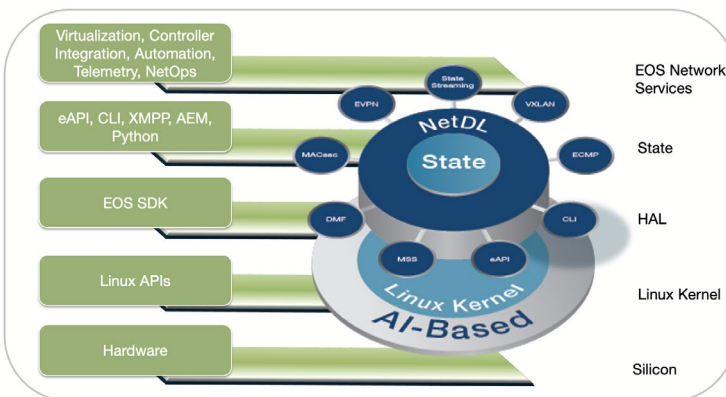 Virtualization, Controller
Integration, Automation,
Telemetry, NetOps
eAPI, CLI, XMPP, AEM,
Python
EOS SDK
Linux APIs
Hardware
State
Streaming
EVPN
VXLAN
MACsec
ECMP
NetDL
State
DMF
CLI
MSS
eAPI
Linux Kernel
AI-Based
EOS Network
Services
State
HAL
Linux Kernel
Silicon